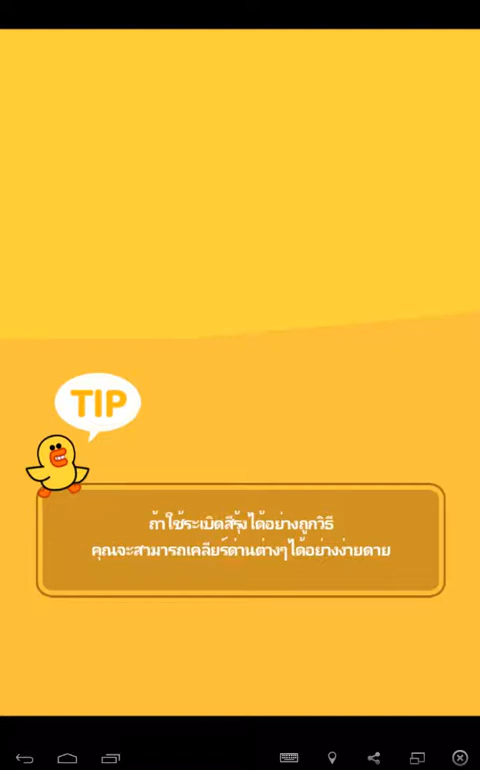 TIP
ถ้าใช้ระเบิดสีรุ้งได้อย่างถูกวิธี
คุณจะสามารถเคลียร์ด่านต่างๆได้อย่างง่ายดาย